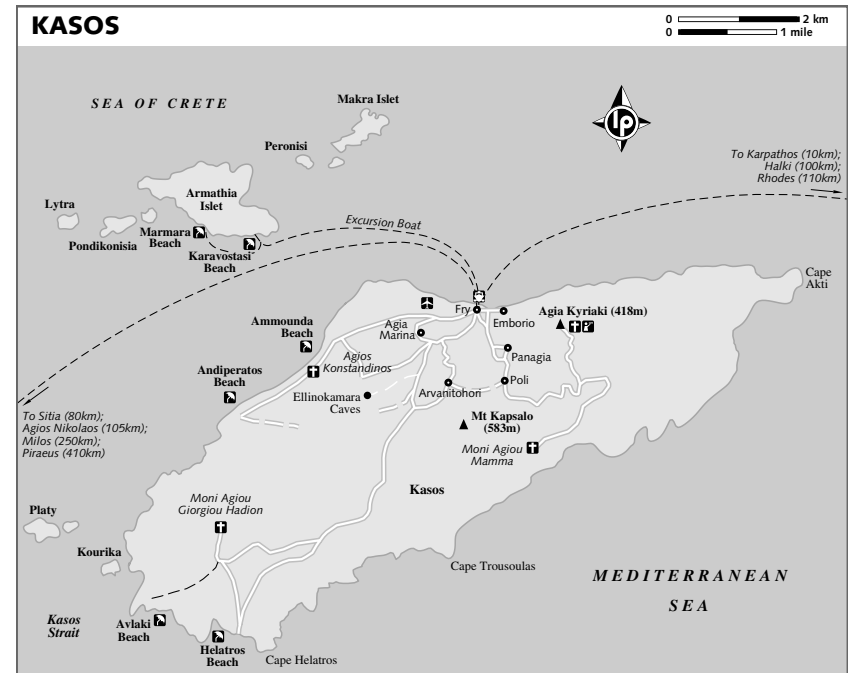 KASOS
0 2 km
0 1 mile
SEA OF CRETE
Makra Islet
lp
Peronisi
To Karpathos (10km);
Halki (100km);
Rhodes (110km)
Armathia
Islet
Lytra
Pondikonisia
Marmara
Beach
Karavostasi
Beach
Excursion Boat
Cape
Akti
Fry
Emborio
Agia Kyriaki (418m)
Ammounda
Beach
Agia
Marina
Agios
Konstandinos
Panagia
Andiperatos
Beach
Ellinokamara
Caves
Arvanitohori
Poli
To Sitia (80km);
Agios Nikolaos (105km);
Milos (250km);
Piraeus (410km)
Mt Kapsalo
(583m)
Moni Agiou
Mamma
Kasos
Moni Agiou
Giorgiou Hadion
Platy
Kourika
Cape Trousoulas
MEDITERRANEAN
SEA
Kasos
Strait
Avlaki
Beach
Helatros
Beach
Cape Helatros